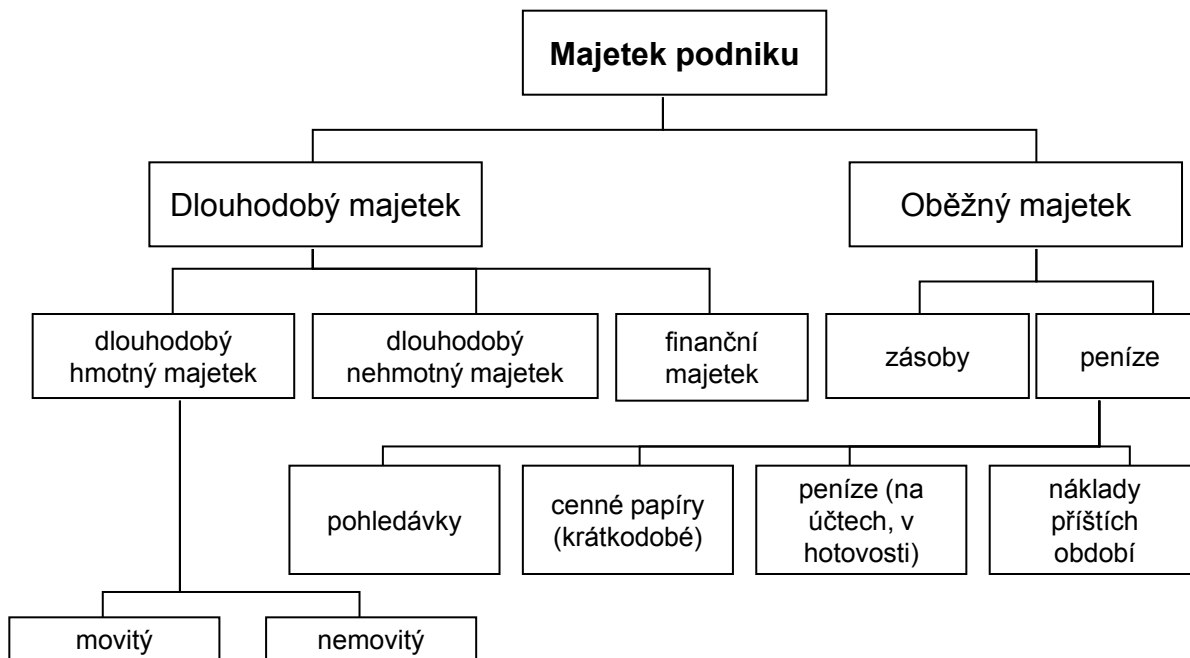 Majetek podniku
Dlouhodobý majetek
Oběžný majetek
dlouhodobý
hmotný majetek
dlouhodobý
nehmotný majetek
finanční
majetek
zásoby
peníze
pohledávky
cenné papíry
(krátkodobé)
peníze (na
účtech, v
hotovosti)
náklady
příštích
období
movitý
nemovitý